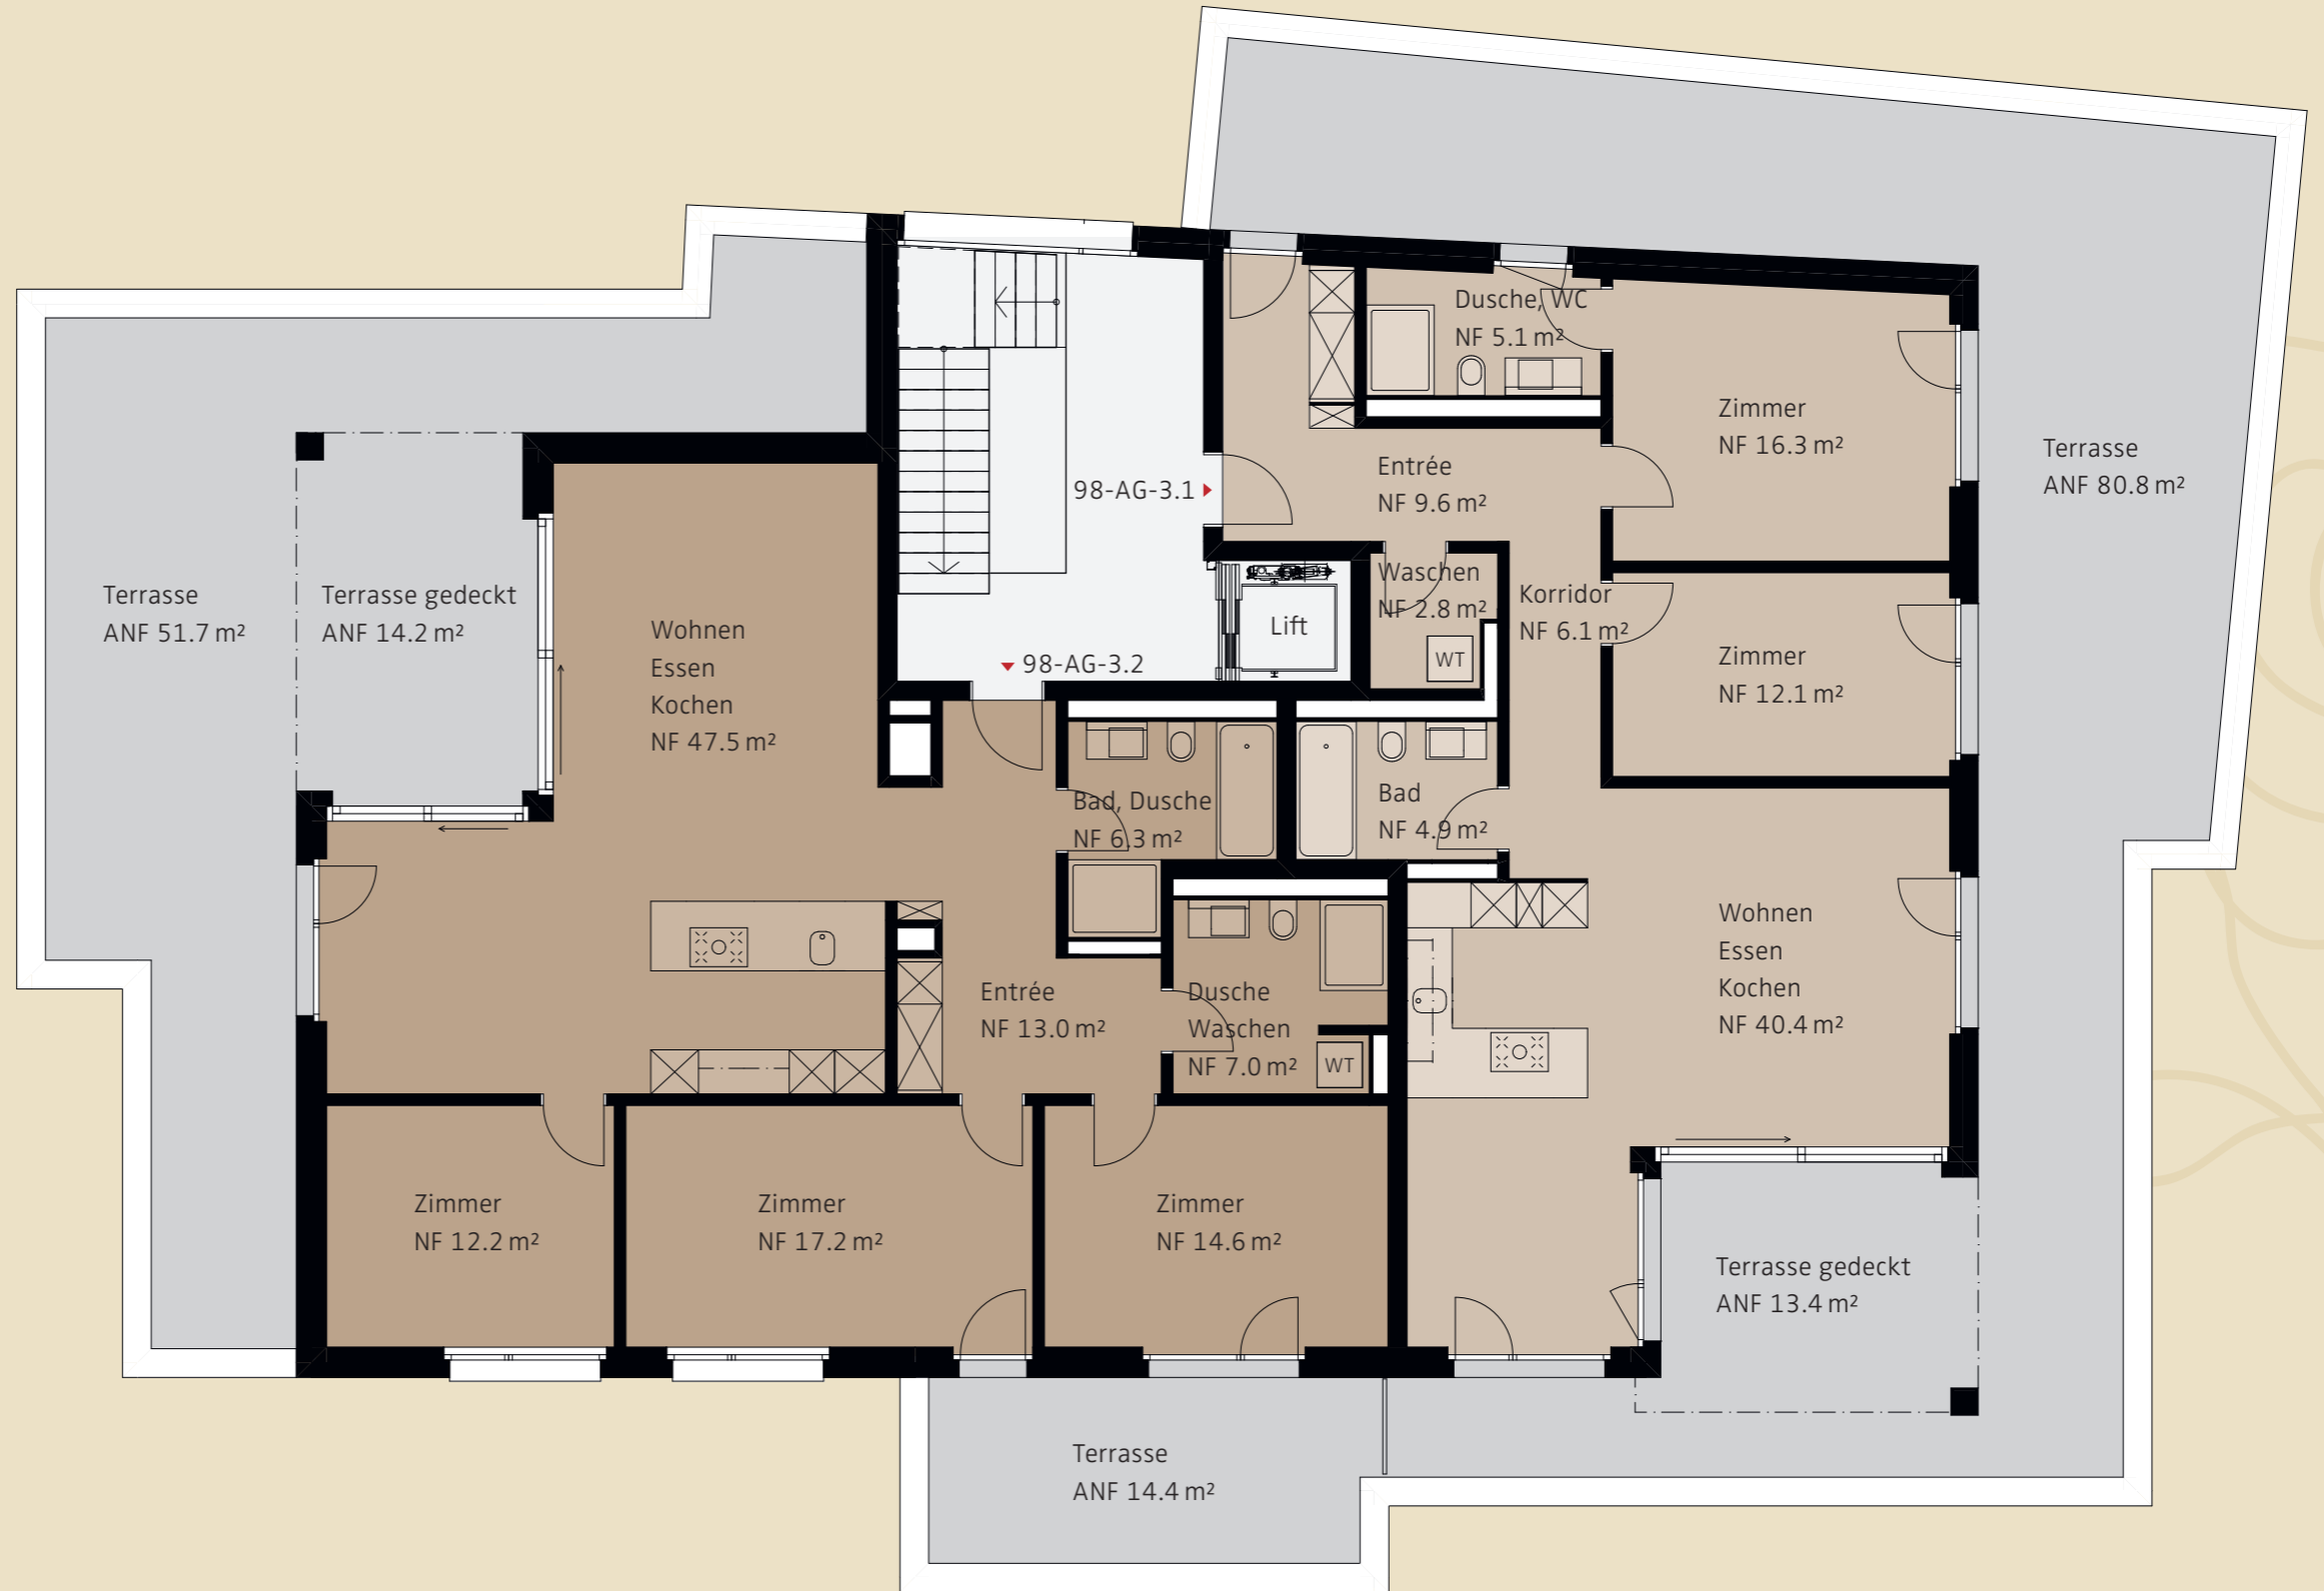 Dusche, WC
NF 5.1 m²
Zimmer
NF 16.3 m²
Terrasse
ANF 80.8 m²
Entrée
NF 9.6 m²
98-AG-3.1
Waschen
NF 2.8 m²
WT
Korridor
NF 6.1 m²
Lift
98-AG-3.2
Zimmer
NF 12.1 m²
Terrasse
ANF 51.7 m²
Terrasse gedeckt
ANF 14.2 m²
Wohnen
Essen
Kochen
NF 47.5 m²
Bad, Dusche
NF 6.3 m²
Bad
NF 4.9 m²
Wohnen
Essen
Kochen
NF 40.4 m²
Entrée
NF 13.0 m²
Dusche
Waschen
NF 7.0 m²
WT
Zimmer
NF 12.2 m²
Zimmer
NF 17.2 m²
Zimmer
NF 14.6 m²
Terrasse gedeckt
ANF 13.4 m²
Terrasse
ANF 14.4 m²